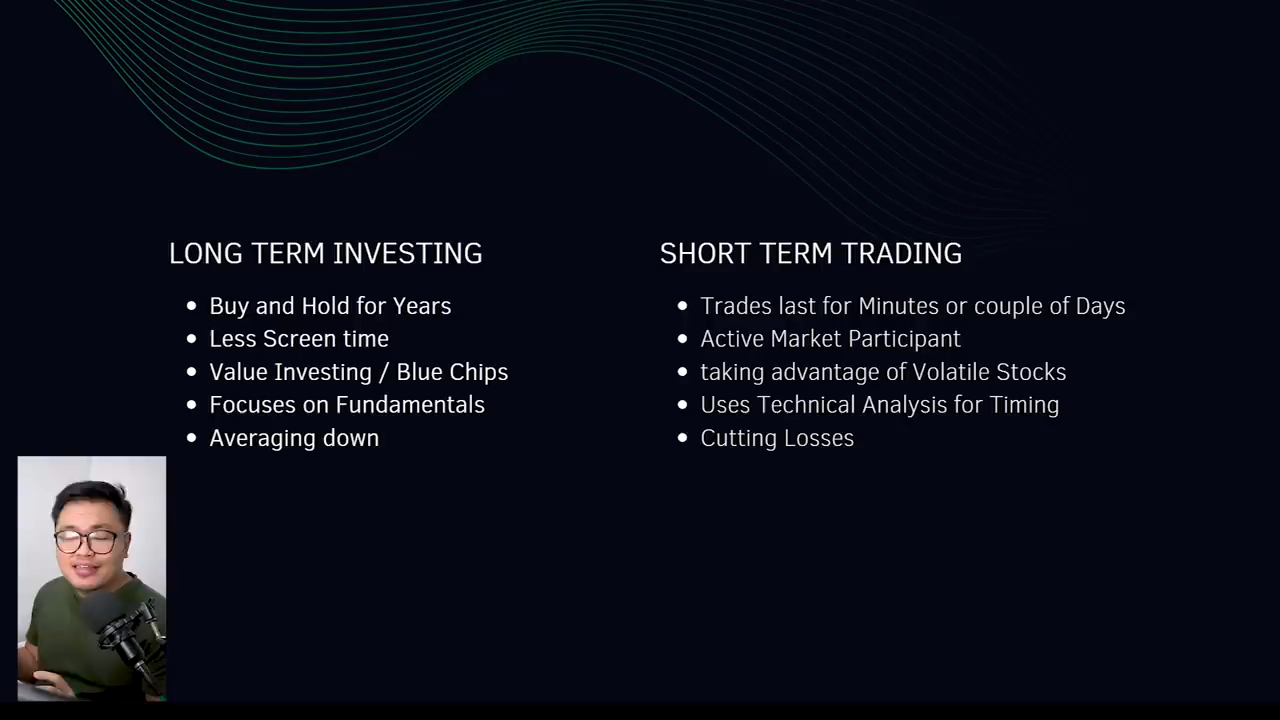 LONG TERM INVESTING
Buy and Hold for Years
Less Screen time
Value Investing / Blue Chips
Focuses on Fundamentals
Averaging down
SHORT TERM TRADING
Trades last for Minutes or couple of Days
Active Market Participant
taking advantage of Volatile Stocks
Uses Technical Analysis for Timing
Cutting Losses